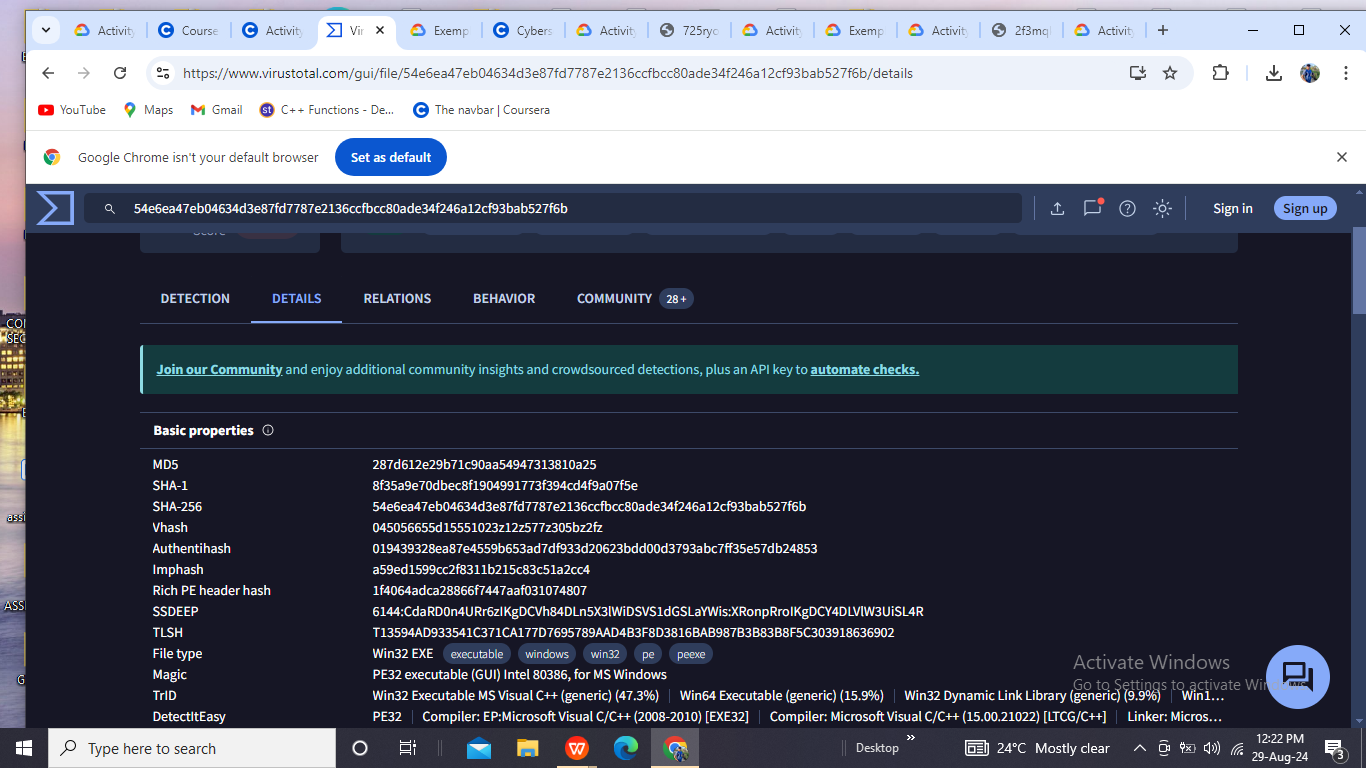 Activity
Course
Activity
Vir
Exemp
Cybers
Activity
725ryd
Activity
Exemp
Activity
2f3mq
Activity
https://www.virustotal.com/gui/file/54e6ea47eb04634d3e87fd7787e2136ccfbcc80ade34f246a12cf93bab527f6b/details
YouTube
Maps
Gmail
st
C++ Functions - De...
The navbar | Coursera
Google Chrome isn't your default browser
Set as default
54e6ea47eb04634d3e87fd7787e2136ccfbcc80ade34f246a12cf93bab527f6b
Sign in
Sign up
DETECTION
DETAILS
RELATIONS
BEHAVIOR
COMMUNITY 28 +
Join our Community and enjoy additional community insights and crowdsourced detections, plus an API key to automate checks.
Basic properties
MD5 287d612e29b71c90aa54947313810a25
SHA-1 8f35a9e70dbec8f1904991773f394cd4f9a07f5e
SHA-256 54e6ea47eb04634d3e87fd7787e2136ccfbcc80ade34f246a12cf93bab527f6b
Vhash 045056655d15551023z12z577z305bz2fz
Authentihash 019439328ea87e4559b653ad7df933d20623bdd00d3793abc7ff35e57db24853
Imphash a59ed1599cc2f8311b215c83c51a2cc4
Rich PE header hash 1f4064adca28866f7447aaf031074807
SSDEEP 6144:CdaRD0n4URr6zIKgDCVh84DLn5X3lWiDSVS1dGSLaYWis:XRonpRroIKgDCY4DLVlW3UiSL4R
TLSH T13594AD933541C371CA177D7695789AAD4B3F8D3816BAB987B3B83B8F5C303918636902
File type Win32 EXE executable windows win32 pe peexe
Magic PE32 executable (GUI) Intel 80386, for MS Windows
TrID Win32 Executable MS Visual C++ (generic) (47.3%) Win64 Executable (generic) (15.9%) Win32 Dynamic Link Library (generic) (9.9%) Win1...
DetectItEasy PE32 Compiler: EP:Microsoft Visual C/C++ (2008-2010) [EXE32] Compiler: Microsoft Visual C/C++ (15.00.21022) [LTCG/C++] Linker: Micros...
Activate Windows
Go to Settings to activate Windows.
Type here to search
Desktop
24°C Mostly clear
12:22 PM
29-Aug-24
3